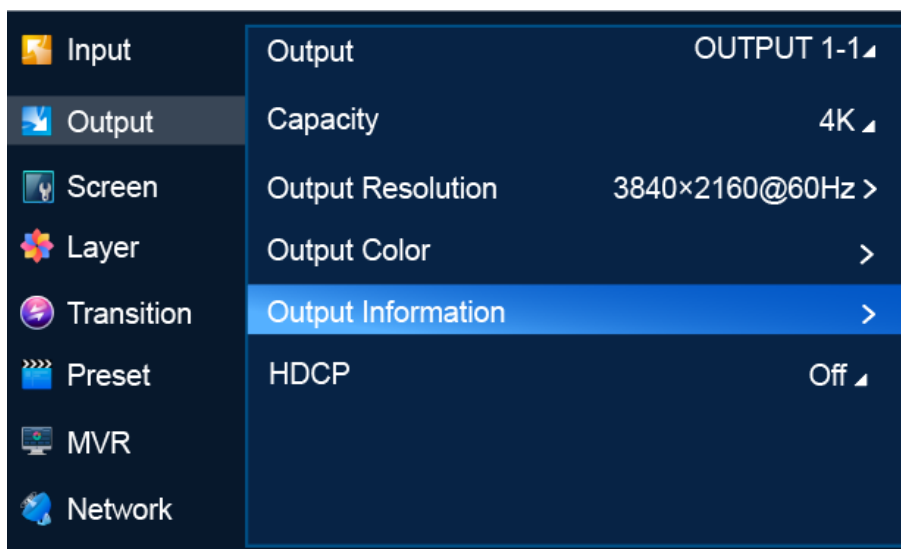 Input
Output
Screen
Layer
Transition
Preset
MVR
Network
Output OUTPUT 1-1
Capacity 4K
Output Resolution 3840×2160@60Hz >
Output Color >
Output Information >
HDCP Off